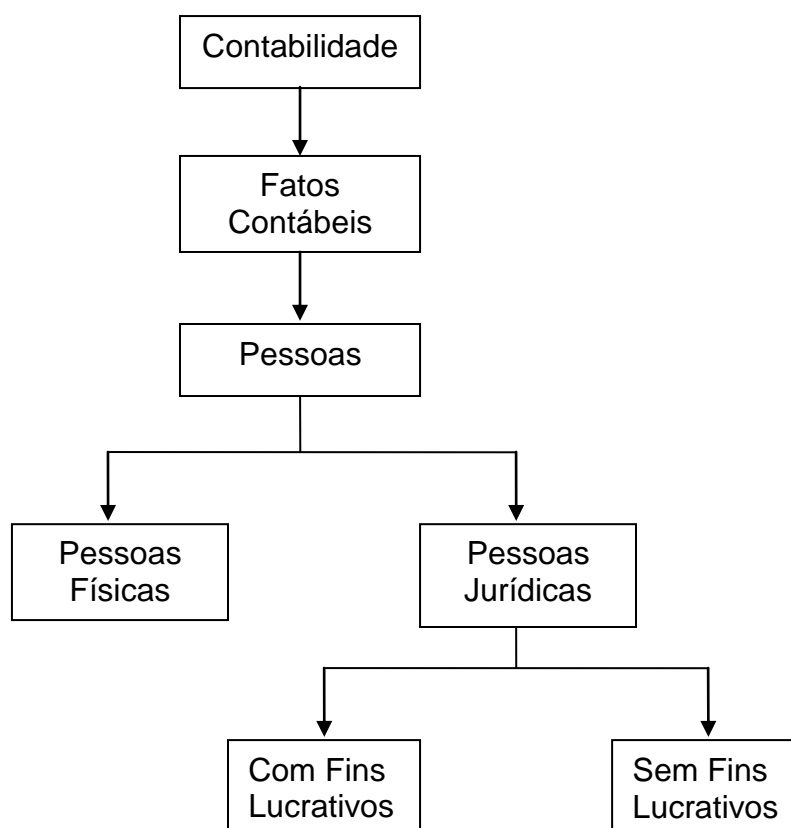 Contabilidade
Fatos
Contábeis
Pessoas
Pessoas
Físicas
Pessoas
Jurídicas
Com Fins
Lucrativos
Sem Fins
Lucrativos